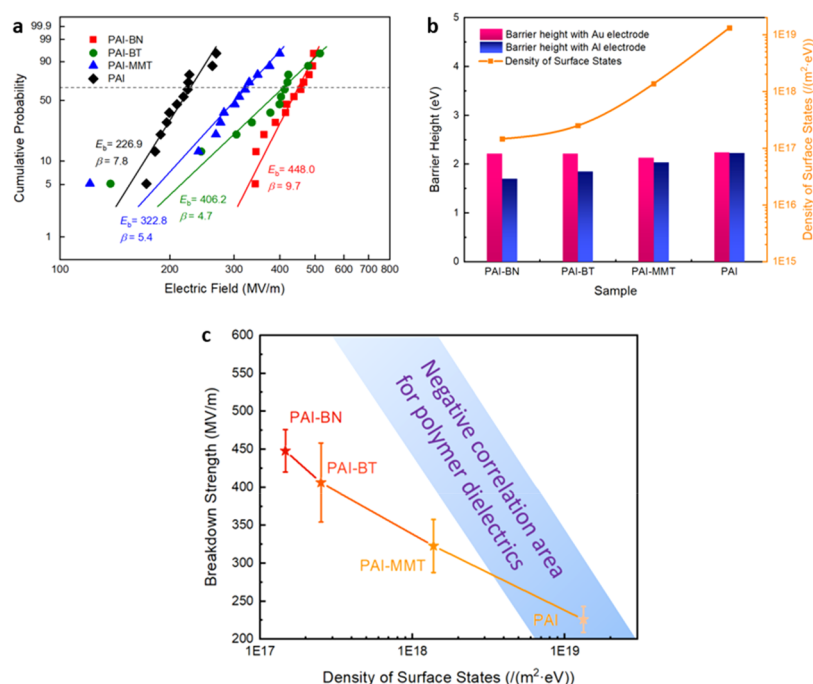 a
PAI-BN
PAI-BT
PAI-MMT
PAI
99.9
99
90
50
10
5
1
Cumulative Probability
E_b= 226.9
β = 7.8
E_b= 322.8
β = 5.4
E_b= 406.2
β = 4.7
E_b= 448.0
β = 9.7
100 200 300 400 500 600 700 800
Electric Field (MV/m)
b
Barrier height with Au electrode
Barrier height with Al electrode
Density of Surface States
5
4
3
2
1
0
Barrier Height (eV)
1E19
1E18
1E17
1E16
1E15
Density of Surface States (/(m²·eV))
PAI-BN PAI-BT PAI-MMT PAI
Sample
c
600
550
500
450
400
350
300
250
200
Breakdown Strength (MV/m)
PAI-BN
PAI-BT
PAI-MMT
PAI
Negative correlation area
for polymer dielectrics
1E17 1E18 1E19
Density of Surface States (/(m²·eV))